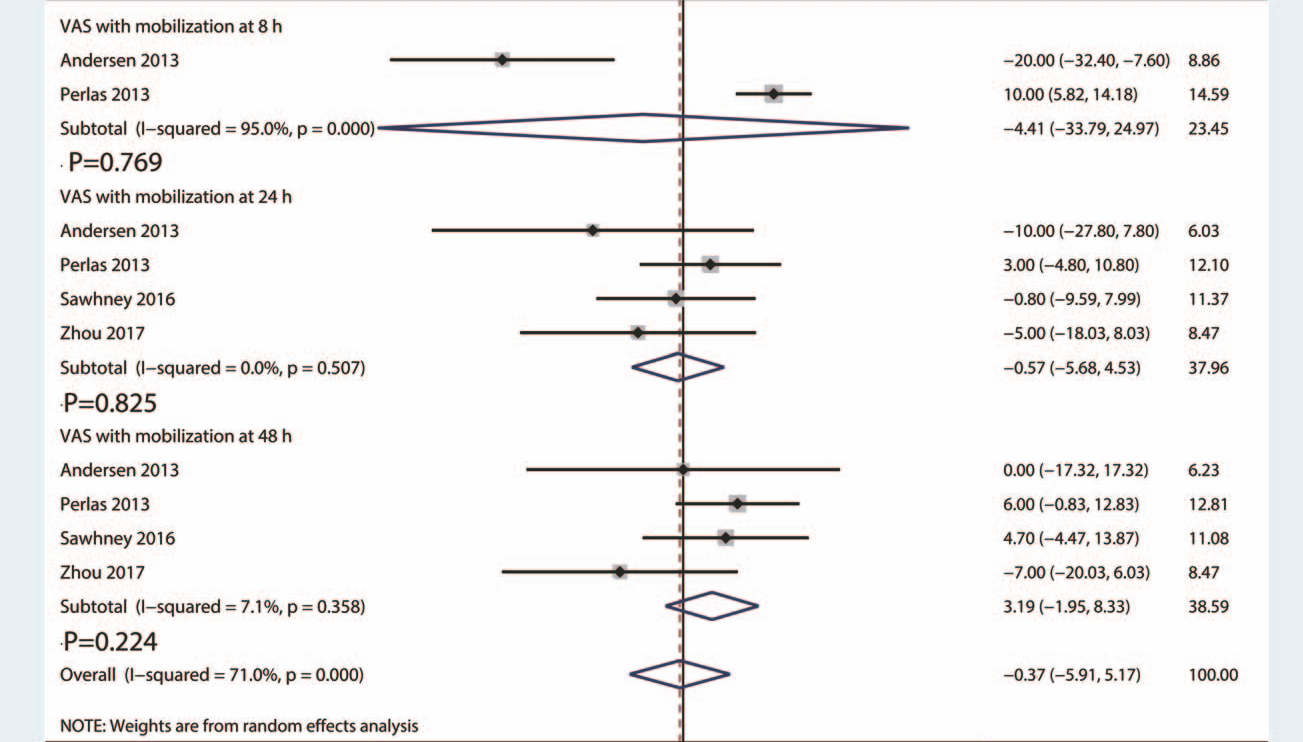 VAS with mobilization at 8 h
Andersen 2013 −20.00 (−32.40, −7.60) 8.86
Perlas 2013 10.00 (5.82, 14.18) 14.59
Subtotal (I−squared = 95.0%, p = 0.000) −4.41 (−33.79, 24.97) 23.45
. P=0.769
VAS with mobilization at 24 h
Andersen 2013 −10.00 (−27.80, 7.80) 6.03
Perlas 2013 3.00 (−4.80, 10.80) 12.10
Sawhney 2016 −0.80 (−9.59, 7.99) 11.37
Zhou 2017 −5.00 (−18.03, 8.03) 8.47
Subtotal (I−squared = 0.0%, p = 0.507) −0.57 (−5.68, 4.53) 37.96
.P=0.825
VAS with mobilization at 48 h
Andersen 2013 0.00 (−17.32, 17.32) 6.23
Perlas 2013 6.00 (−0.83, 12.83) 12.81
Sawhney 2016 4.70 (−4.47, 13.87) 11.08
Zhou 2017 −7.00 (−20.03, 6.03) 8.47
Subtotal (I−squared = 7.1%, p = 0.358) 3.19 (−1.95, 8.33) 38.59
.P=0.224
Overall (I−squared = 71.0%, p = 0.000) −0.37 (−5.91, 5.17) 100.00
NOTE: Weights are from random effects analysis